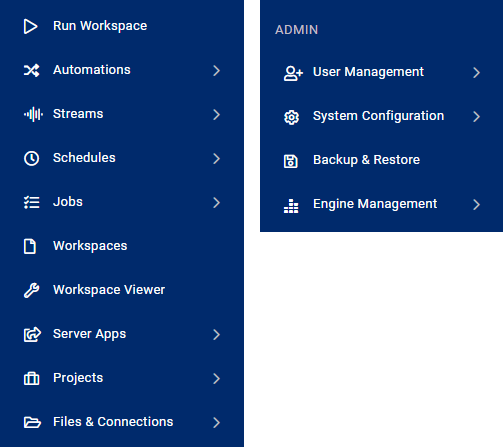 Run Workspace
Automations
Streams
Schedules
Jobs
Workspaces
Workspace Viewer
Server Apps
Projects
Files & Connections
ADMIN
User Management
System Configuration
Backup & Restore
Engine Management